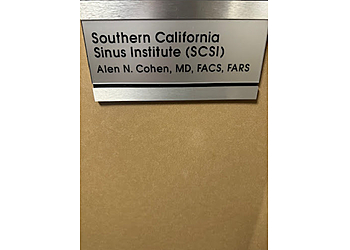 Southern California
Sinus Institute (SCSI)
Alen N. Cohen, MD, FACS, FARS